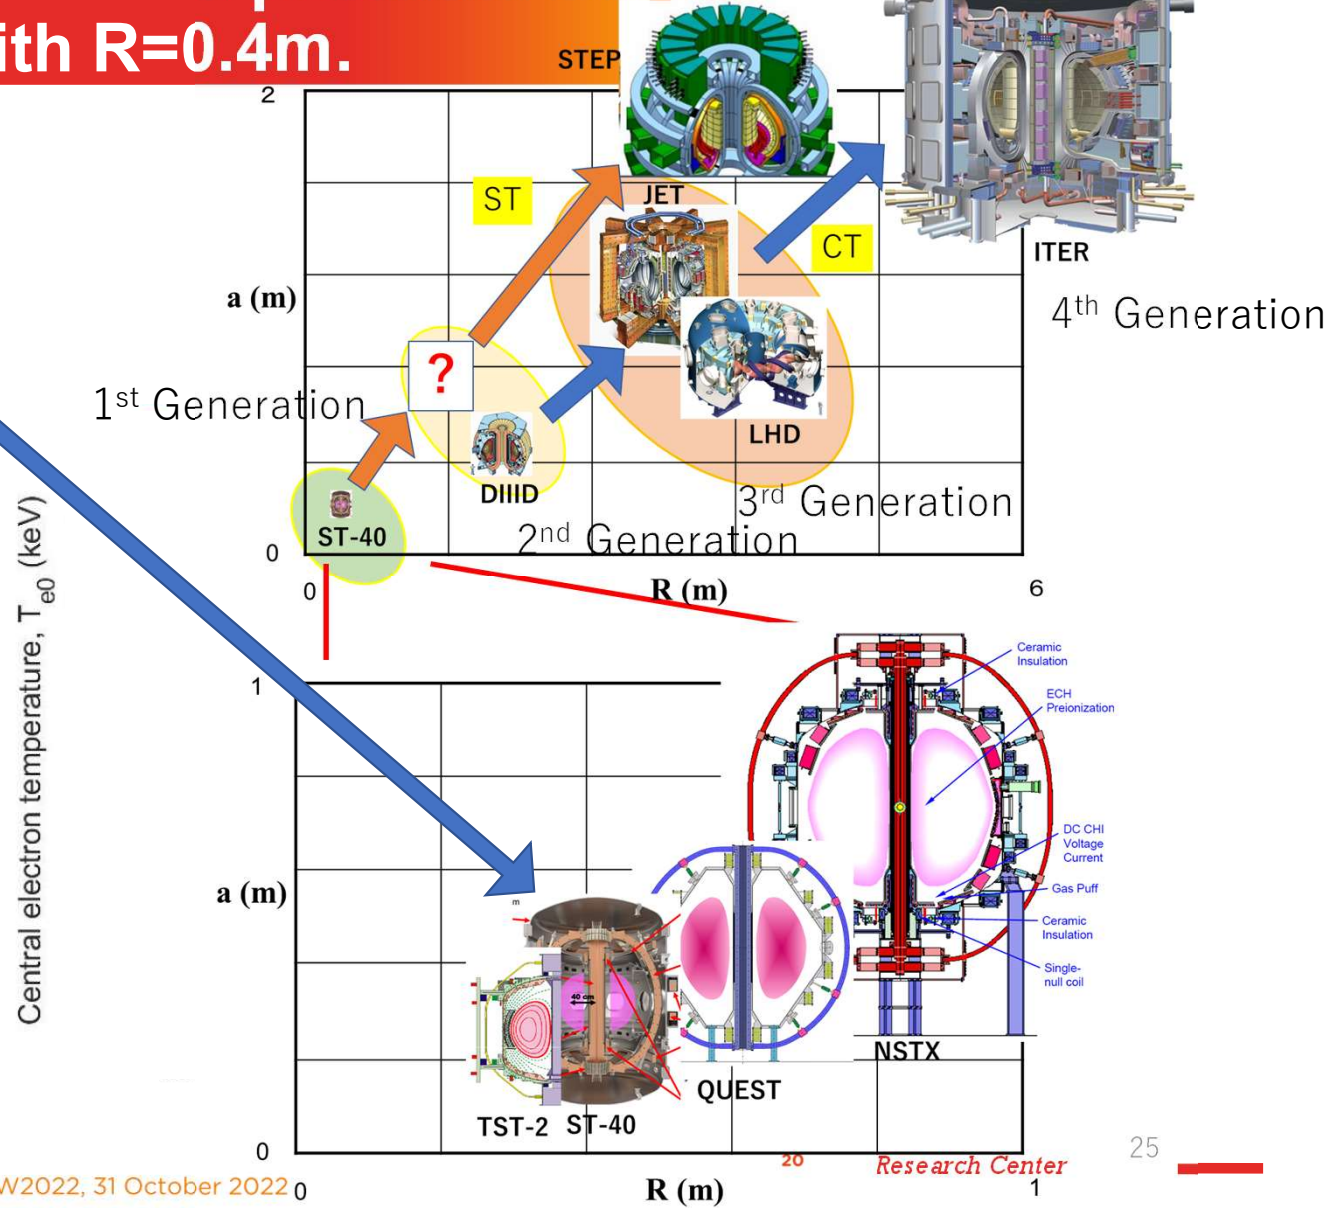 ith R=0.4m.
STEP
2
ST
JET
CT
ITER
a (m)
4th Generation
?
1st Generation
LHD
DIIID
3rd Generation
ST-40
2nd Generation
0
0
R (m)
6
Central electron temperature, Te0 (keV)
1
Ceramic
Insulation
ECH
Preionization
DC CHI
Voltage
Current
a (m)
Gas Puff
m
Ceramic
Insulation
Single-
null coil
40 cm
NSTX
QUEST
TST-2
ST-40
0
20
Research Center
25
W2022, 31 October 2022
0
R (m)
1